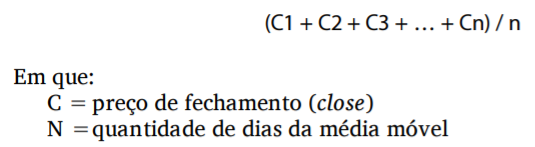 (C1 + C2 + C3 + … + Cn) / n
Em que:
C = preço de fechamento (close)
N = quantidade de dias da média móvel